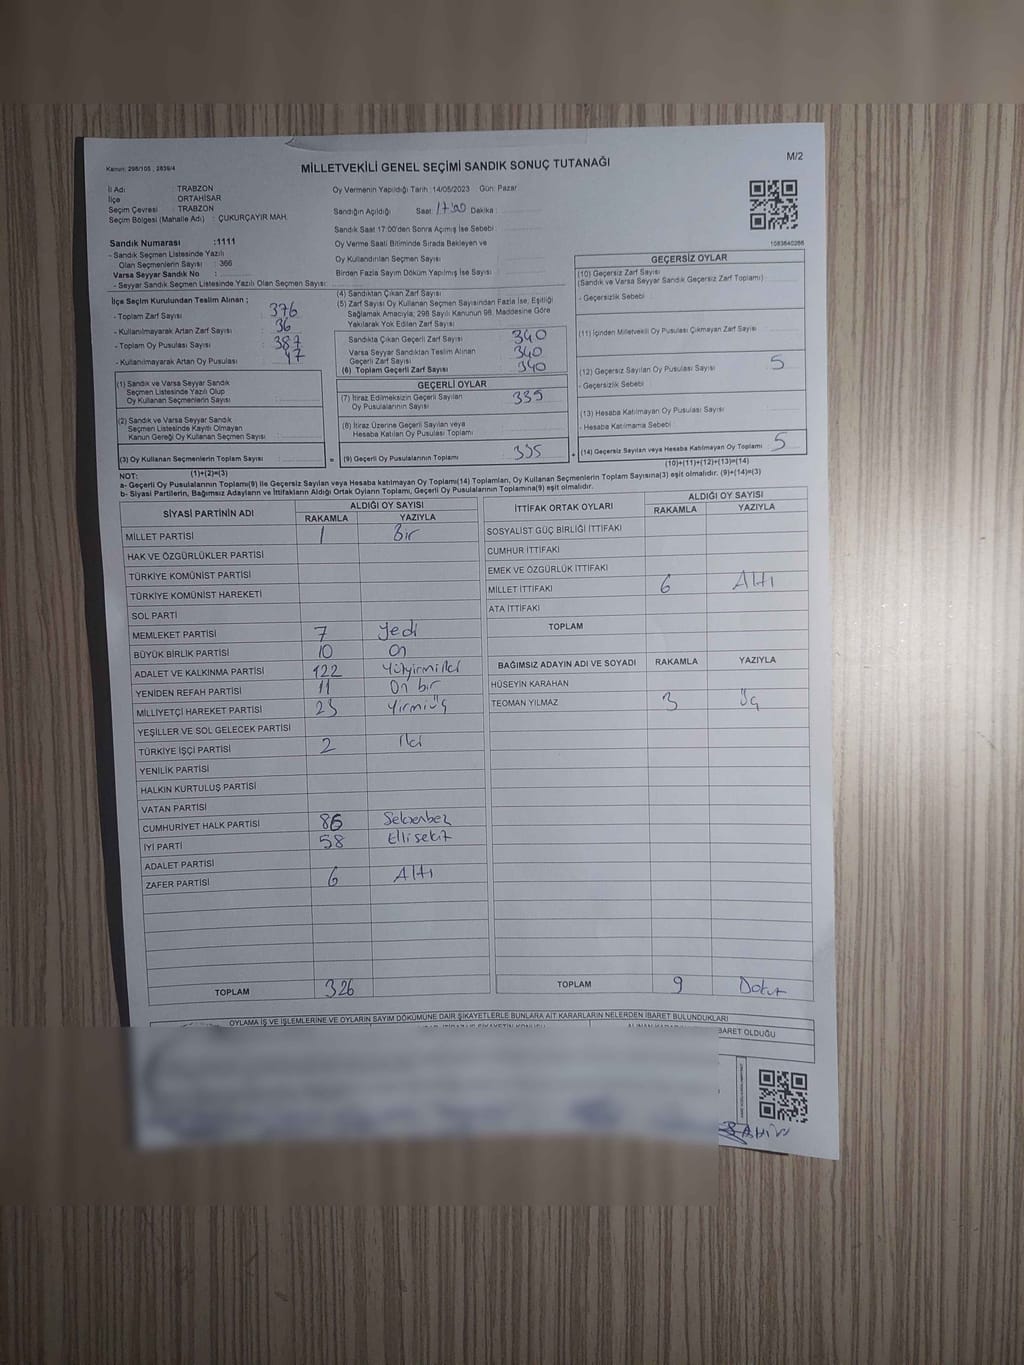 Kanun: 298/105 ; 2839/4
MİLLETVEKİLİ GENEL SEÇİMİ SANDIK SONUÇ TUTANAĞI
M/2
İl Adı : TRABZON
İlçe : ORTAHİSAR
Seçim Çevresi : TRABZON
Seçim Bölgesi (Mahalle Adı) : ÇUKURÇAYIR MAH.
Oy Vermenin Yapıldığı Tarih :14/05/2023 Gün: Pazar
Sandığın Açıldığı Saat: 17:00 Dakika :
Sandık Saat 17:00'den Sonra Açmış İse Sebebi :
Oy Verme Saati Bitiminde Sırada Bekleyen ve
Oy Kullandırılan Seçmen Sayısı
Birden Fazla Sayım Döküm Yapılmış İse Sayısı :
1083640266
Sandık Numarası :1111
- Sandık Seçmen Listesinde Yazılı
Olan Seçmenlerin Sayısı : 366
Varsa Seyyar Sandık No :
- Seyyar Sandık Seçmen Listesinde Yazılı Olan Seçmen Sayısı:
İlçe Seçim Kurulundan Teslim Alınan ;
- Toplam Zarf Sayısı : 376
- Kullanılmayarak Artan Zarf Sayısı : 36
- Toplam Oy Pusulası Sayısı : 387
- Kullanılmayarak Artan Oy Pusulası : 47
(1) Sandık ve Varsa Seyyar Sandık
Seçmen Listesinde Yazılı Olup
Oy Kullanan Seçmenlerin Sayısı :
(2) Sandık ve Varsa Seyyar Sandık
Seçmen Listesinde Kayıtlı Olmayan
Kanun Gereği Oy Kullanan Seçmen Sayısı :
(3) Oy Kullanan Seçmenlerin Toplam Sayısı :
(1)+(2)=(3)
(4) Sandıktan Çıkan Zarf Sayısı
(5) Zarf Sayısı Oy Kullanan Seçmen Sayısından Fazla İse, Eşitliği
Sağlamak Amacıyla; 298 Sayılı Kanunun 98. Maddesine Göre
Yakılarak Yok Edilen Zarf Sayısı :
Sandıkta Çıkan Geçerli Zarf Sayısı : 340
Varsa Seyyar Sandıktan Teslim Alınan
Geçerli Zarf Sayısı : 340
(6) Toplam Geçerli Zarf Sayısı : 340
GEÇERLİ OYLAR
(7) İtiraz Edilmeksizin Geçerli Sayılan
Oy Pusulalarının Sayısı : 335
(8) İtiraz Üzerine Geçerli Sayılan veya
Hesaba Katılan Oy Pusulası Toplamı :
= (9) Geçerli Oy Pusulalarının Toplamı : 335
GEÇERSİZ OYLAR
(10) Geçersiz Zarf Sayısı
(Sandık ve Varsa Seyyar Sandık Geçersiz Zarf Toplamı) :
- Geçersizlik Sebebi :
(11) İçinden Milletvekili Oy Pusulası Çıkmayan Zarf Sayısı :
(12) Geçersiz Sayılan Oy Pusulası Sayısı : 5
- Geçersizlik Sebebi :
(13) Hesaba Katılmayan Oy Pusulası Sayısı :
- Hesaba Katılmama Sebebi :
+ (14) Geçersiz Sayılan veya Hesaba Katılmayan Oy Toplamı : 5
(10)+(11)+(12)+(13)=(14)
NOT:
a- Geçerli Oy Pusulalarının Toplamı(9) ile Geçersiz Sayılan veya Hesaba katılmayan Oy Toplamı(14) Toplamları, Oy Kullanan Seçmenlerin Toplam Sayısına(3) eşit olmalıdır. (9)+(14)=(3)
b- Siyasi Partilerin, Bağımsız Adayların ve İttifakların Aldığı Ortak Oyların Toplamı, Geçerli Oy Pusulalarının Toplamına(9) eşit olmalıdır.
SİYASİ PARTİNİN ADI ALDIĞI OY SAYISI
RAKAMLA YAZIYLA
MİLLET PARTİSİ 1 Bir
HAK VE ÖZGÜRLÜKLER PARTİSİ
TÜRKİYE KOMÜNİST PARTİSİ
TÜRKİYE KOMÜNİST HAREKETİ
SOL PARTİ
MEMLEKET PARTİSİ 7 Yedi
BÜYÜK BİRLİK PARTİSİ 10 On
ADALET VE KALKINMA PARTİSİ 122 Yüzyirmiiki
YENİDEN REFAH PARTİSİ 11 On bir
MİLLİYETÇİ HAREKET PARTİSİ 23 Yirmiüç
YEŞİLLER VE SOL GELECEK PARTİSİ
TÜRKİYE İŞÇİ PARTİSİ 2 İki
YENİLİK PARTİSİ
HALKIN KURTULUŞ PARTİSİ
VATAN PARTİSİ
CUMHURİYET HALK PARTİSİ 86
İYİ PARTİ 58 Ellisekiz
ADALET PARTİSİ
ZAFER PARTİSİ 6 Altı
TOPLAM 326
İTTİFAK ORTAK OYLARI ALDIĞI OY SAYISI
RAKAMLA YAZIYLA
SOSYALİST GÜÇ BİRLİĞİ İTTİFAKI
CUMHUR İTTİFAKI
EMEK VE ÖZGÜRLÜK İTTİFAKI
MİLLET İTTİFAKI 6 Altı
ATA İTTİFAKI
TOPLAM
BAĞIMSIZ ADAYIN ADI VE SOYADI RAKAMLA YAZIYLA
HÜSEYİN KARAHAN
TEOMAN YILMAZ 3 Üç
TOPLAM 9 Dokuz
OYLAMA İŞ VE İŞLEMLERİNE VE OYLARIN SAYIM DÖKÜMÜNE DAİR ŞİKAYETLERLE BUNLARA AİT KARARLARIN NELERDEN İBARET BULUNDUKLARI
BARET OLDUĞU